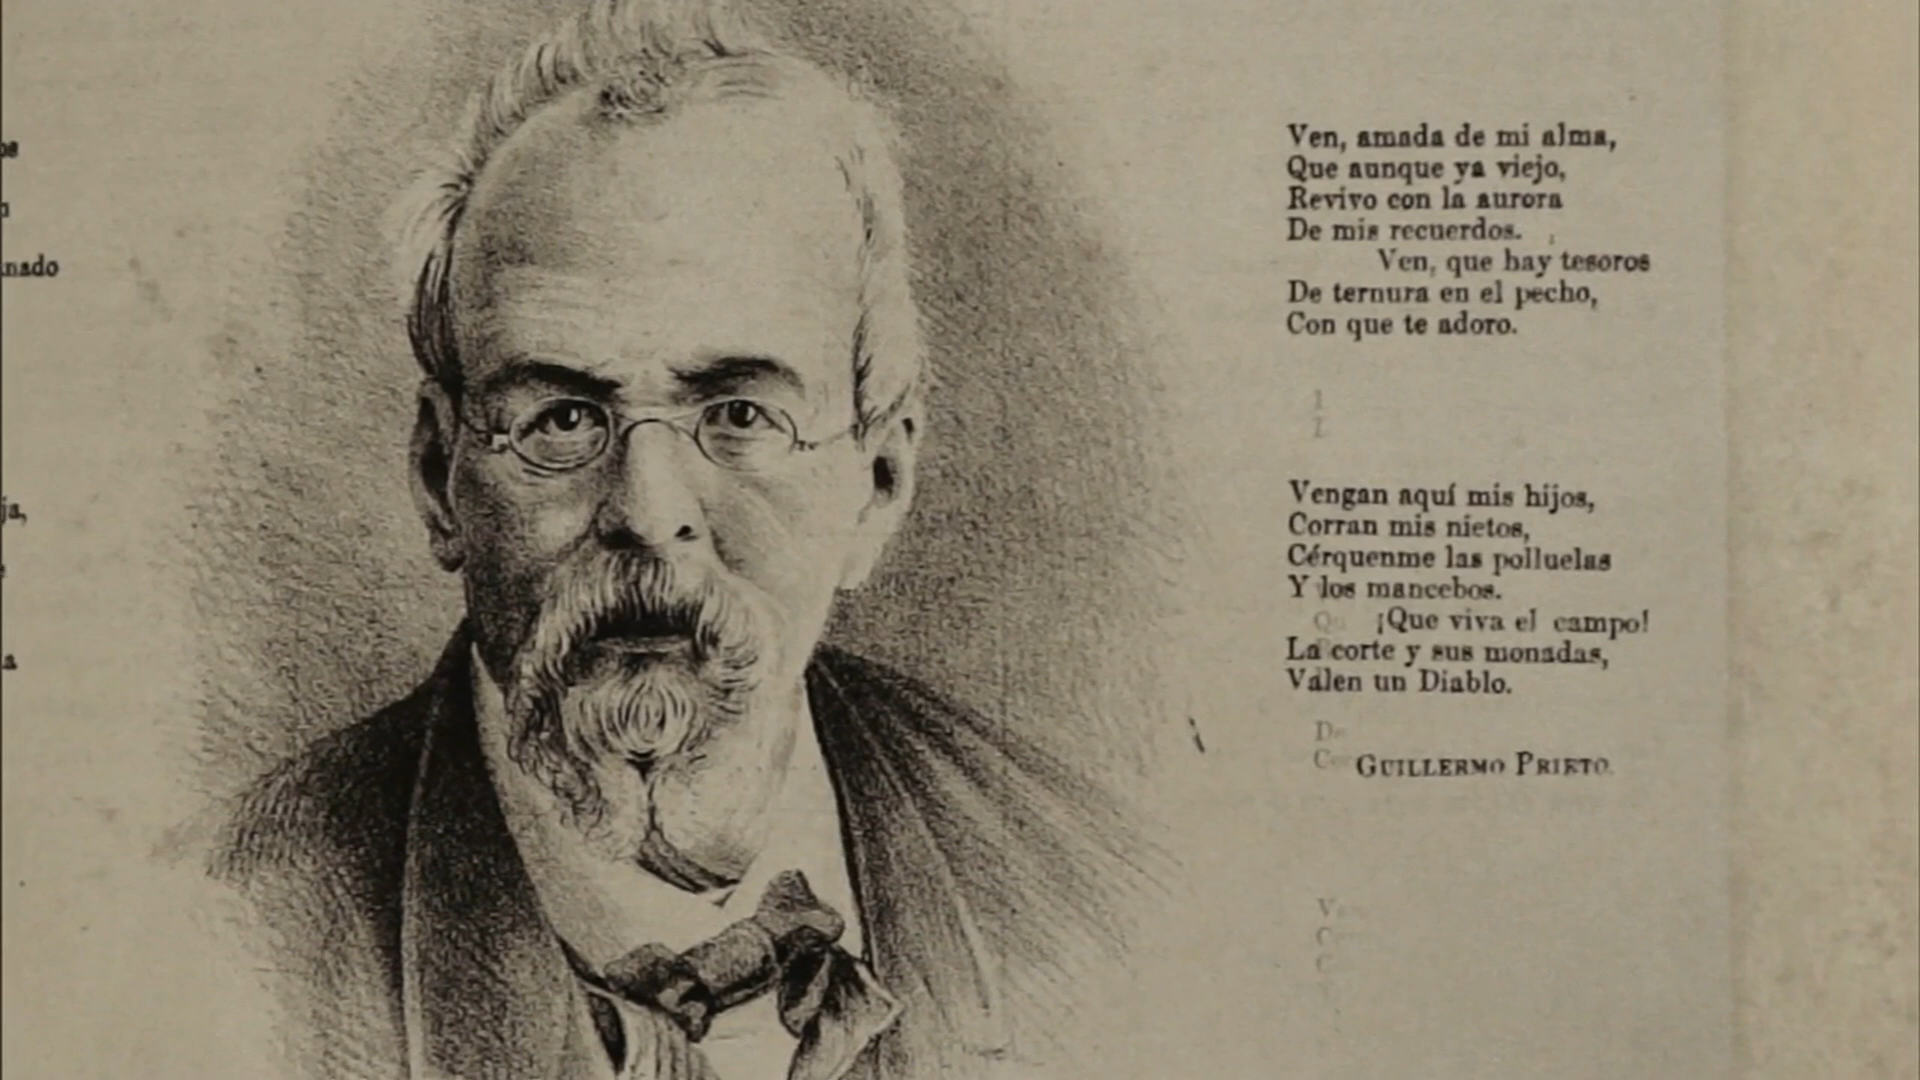 nado
ja,
Ven, amada de mi alma,
Que aunque ya viejo,
Revivo con la aurora
De mis recuerdos.
Ven, que hay tesoros
De ternura en el pecho,
Con que te adoro.
Vengan aquí mis hijos,
Corran mis nietos,
Cérquenme las polluelas
Y los mancebos.
¡Que viva el campo!
La corte y sus monadas,
Valen un Diablo.
GUILLERMO PRIETO